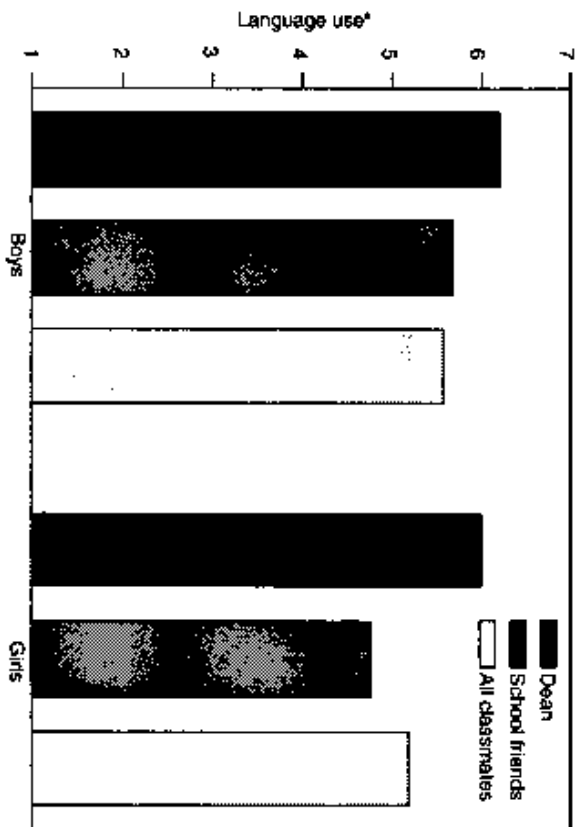 Language use*
1 2 3 4 5 6 7
Boys
Girls
Dean
School friends
All classmates